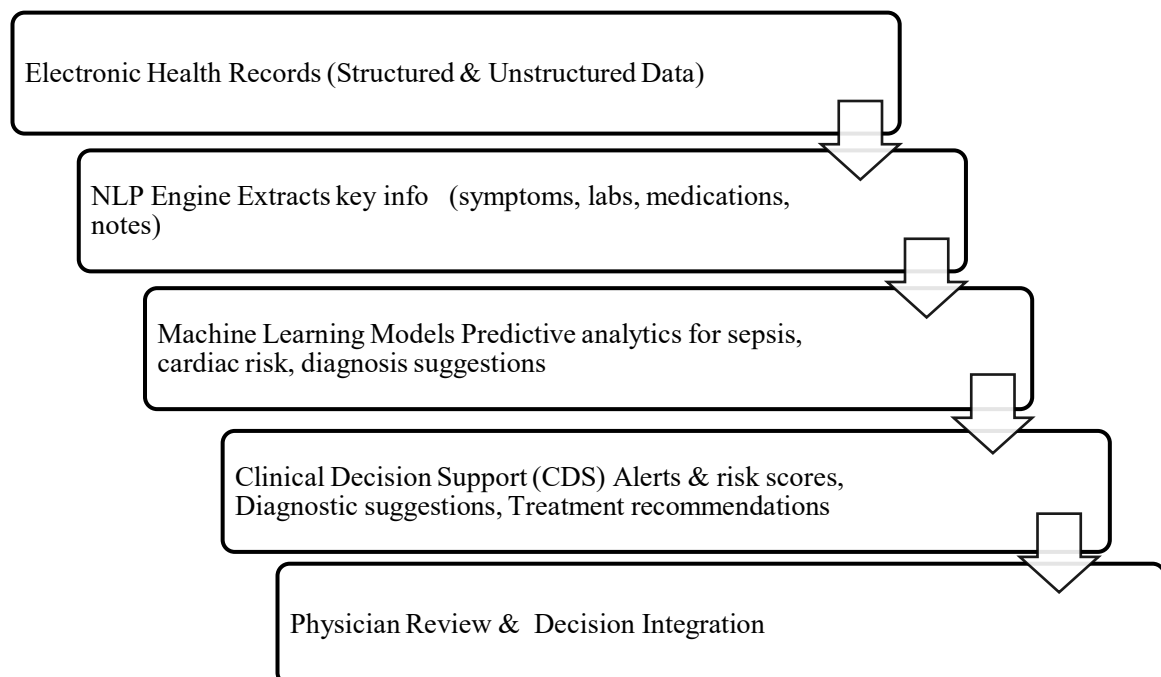 Electronic Health Records (Structured & Unstructured Data)
NLP Engine Extracts key info (symptoms, labs, medications,
notes)
Machine Learning Models Predictive analytics for sepsis,
cardiac risk, diagnosis suggestions
Clinical Decision Support (CDS) Alerts & risk scores,
Diagnostic suggestions, Treatment recommendations
Physician Review & Decision Integration